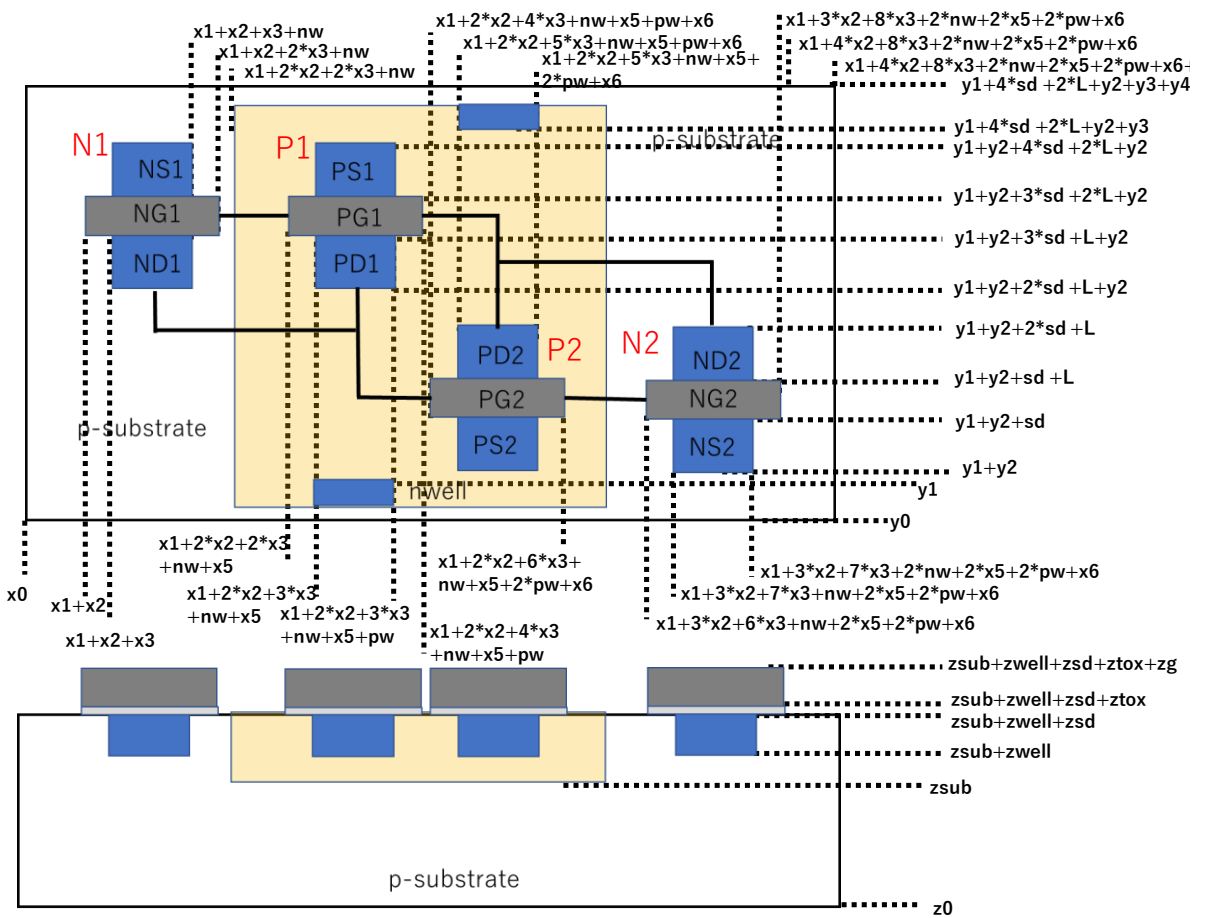 x1+x2+x3+nw
x1+x2+2*x3+nw
x1+2*x2+2*x3+nw
x1+2*x2+4*x3+nw+x5+pw+x6
x1+2*x2+5*x3+nw+x5+pw+x6
x1+2*x2+5*x3+nw+x5+
2*pw+x6
x1+3*x2+8*x3+2*nw+2*x5+2*pw+x6
x1+4*x2+8*x3+2*nw+2*x5+2*pw+x6
x1+4*x2+8*x3+2*nw+2*x5+2*pw+x6+
y1+4*sd +2*L+y2+y3+y4
y1+4*sd +2*L+y2+y3
y1+y2+4*sd +2*L+y2
y1+y2+3*sd +2*L+y2
y1+y2+3*sd +L+y2
y1+y2+2*sd +L+y2
y1+y2+2*sd +L
y1+y2+sd +L
y1+y2+sd
y1+y2
y1
y0
N1
NS1
NG1
ND1
P1
PS1
PG1
PD1
p-substrate
PD2
P2
PG2
PS2
N2
ND2
NG2
NS2
p-substrate
nwell
x0
x1+x2
x1+x2+x3
x1+2*x2+2*x3
+nw+x5
x1+2*x2+3*x3
+nw+x5
x1+2*x2+3*x3
+nw+x5+pw
x1+2*x2+4*x3
+nw+x5+pw
x1+2*x2+6*x3+
nw+x5+2*pw+x6
x1+3*x2+7*x3+2*nw+2*x5+2*pw+x6
x1+3*x2+7*x3+nw+2*x5+2*pw+x6
x1+3*x2+6*x3+nw+2*x5+2*pw+x6
zsub+zwell+zsd+ztox+zg
zsub+zwell+zsd+ztox
zsub+zwell+zsd
zsub+zwell
zsub
p-substrate
z0